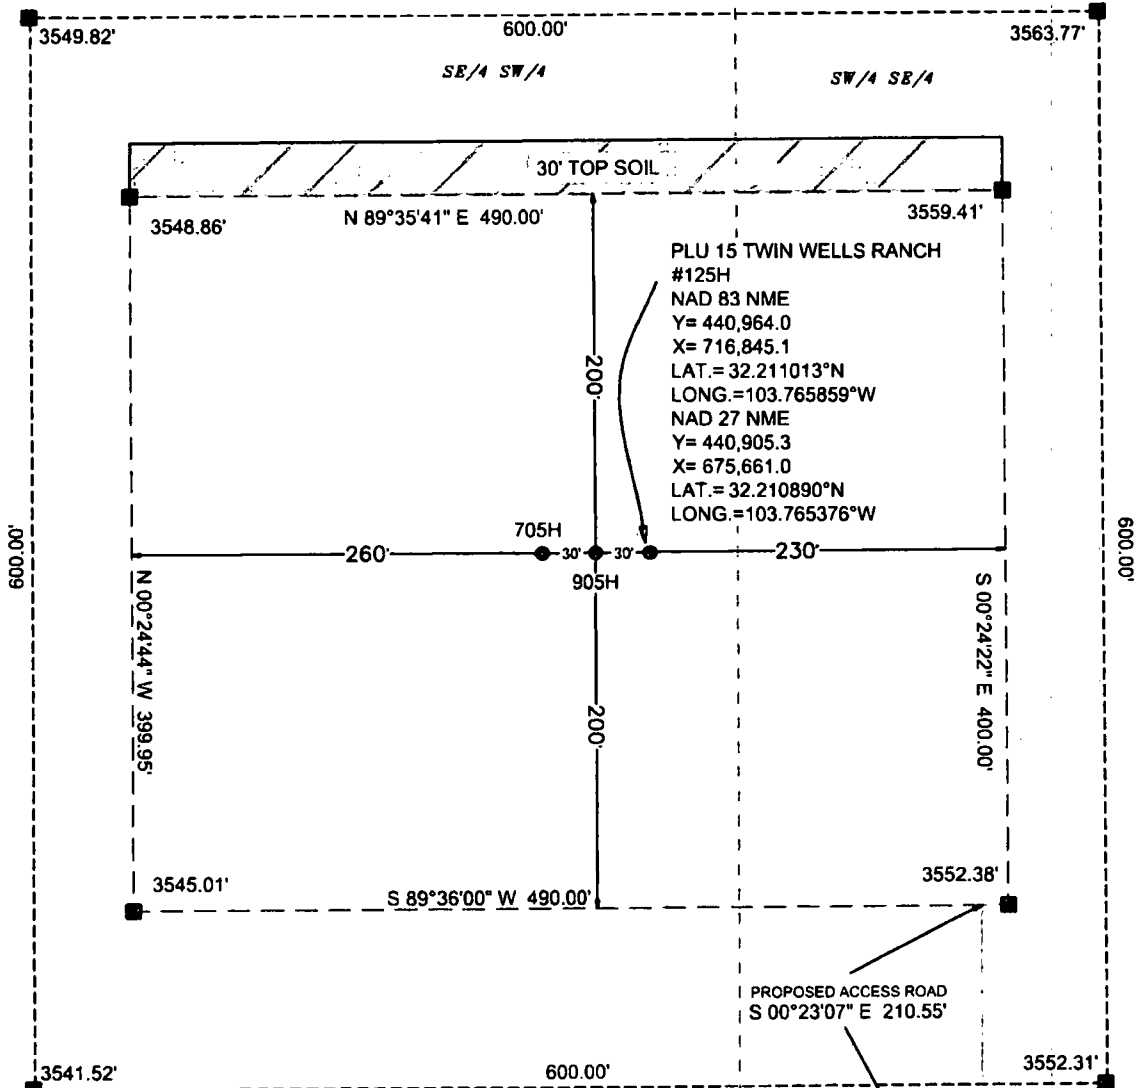 3549.82'
600.00'
3563.77'
SE/4 SW/4
SW/4 SE/4
30' TOP SOIL
3548.86'
N 89°35'41" E 490.00'
3559.41'
PLU 15 TWIN WELLS RANCH
#125H
NAD 83 NME
Y= 440,964.0
X= 716,845.1
LAT.= 32.211013°N
LONG.=103.765859°W
NAD 27 NME
Y= 440,905.3
X= 675,661.0
LAT.= 32.210890°N
LONG.=103.765376°W
200'
600.00'
600.00'
705H
260'
30'
30'
230'
905H
N 00°24'44" W 399.95'
S 00°24'22" E 400.00'
200'
3545.01'
3552.38'
S 89°36'00" W 490.00'
PROPOSED ACCESS ROAD
S 00°23'07" E 210.55'
3541.52'
600.00'
3552.31'